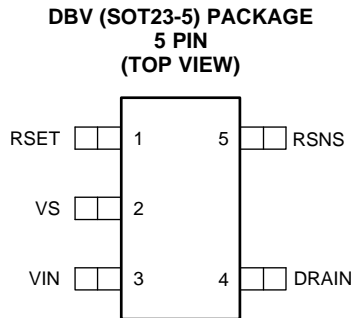 DBV (SOT23-5) PACKAGE
5 PIN
(TOP VIEW)
RSET 1 5 RSNS
VS 2
VIN 3 4 DRAIN